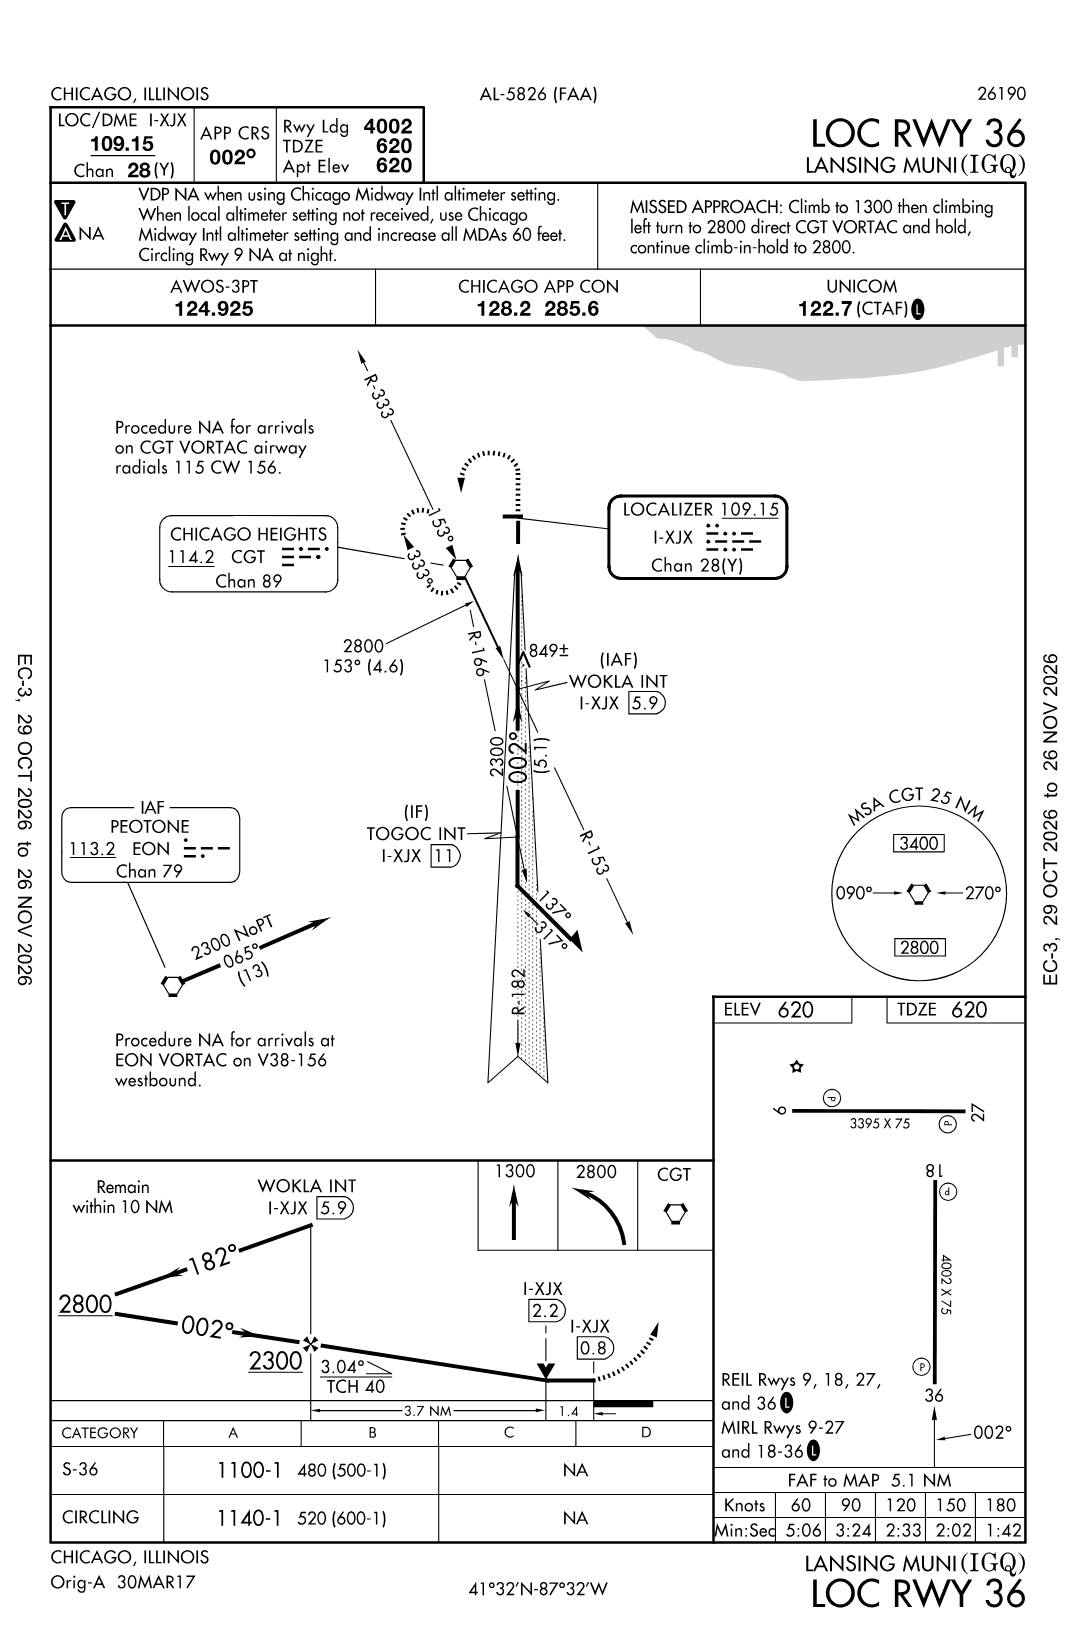 CHICAGO, ILLINOIS
AL-5826 (FAA)
26190
LOC/DME I-XJX
109.15
Chan 28(Y)
APP CRS
002°
Rwy Ldg 4002
TDZE 620
Apt Elev 620
LOC RWY 36
LANSING MUNI(IGQ)
T
A NA
VDP NA when using Chicago Midway Intl altimeter setting.
When local altimeter setting not received, use Chicago
Midway Intl altimeter setting and increase all MDAs 60 feet.
Circling Rwy 9 NA at night.
MISSED APPROACH: Climb to 1300 then climbing
left turn to 2800 direct CGT VORTAC and hold,
continue climb-in-hold to 2800.
AWOS-3PT
124.925
CHICAGO APP CON
128.2 285.6
UNICOM
122.7(CTAF) L
R-333
Procedure NA for arrivals
on CGT VORTAC airway
radials 115 CW 156.
CHICAGO HEIGHTS
114.2 CGT
Chan 89
153°
333°
LOCALIZER 109.15
I-XJX
Chan 28(Y)
2800
153° (4.6)
R-166
849±
(IAF)
WOKLA INT
I-XJX 5.9
2300
002°
(5.1)
R-153
(IF)
TOGOC INT
I-XJX 11
137°
317°
R-182
IAF
PEOTONE
113.2 EON
Chan 79
2300 NoPT
065°
(13)
Procedure NA for arrivals at
EON VORTAC on V38-156
westbound.
MSA CGT 25 NM
3400
090°
270°
2800
EC-3, 29 OCT 2026 to 26 NOV 2026
EC-3, 29 OCT 2026 to 26 NOV 2026
ELEV 620
TDZE 620
9
27
P
3395 X 75
P
18
P
4002 X 75
P
36
002°
REIL Rwys 9, 18, 27,
and 36 L
MIRL Rwys 9-27
and 18-36 L
FAF to MAP 5.1 NM
Knots 60 90 120 150 180
Min:Sec 5:06 3:24 2:33 2:02 1:42
Remain
within 10 NM
WOKLA INT
I-XJX 5.9
1300
2800
CGT
182°
2800
002°
2300
3.04°
TCH 40
I-XJX
2.2
I-XJX
0.8
3.7 NM
1.4
CATEGORY A B C D
S-36 1100-1 480 (500-1) NA
CIRCLING 1140-1 520 (600-1) NA
CHICAGO, ILLINOIS
Orig-A 30MAR17
41°32'N-87°32'W
LANSING MUNI(IGQ)
LOC RWY 36